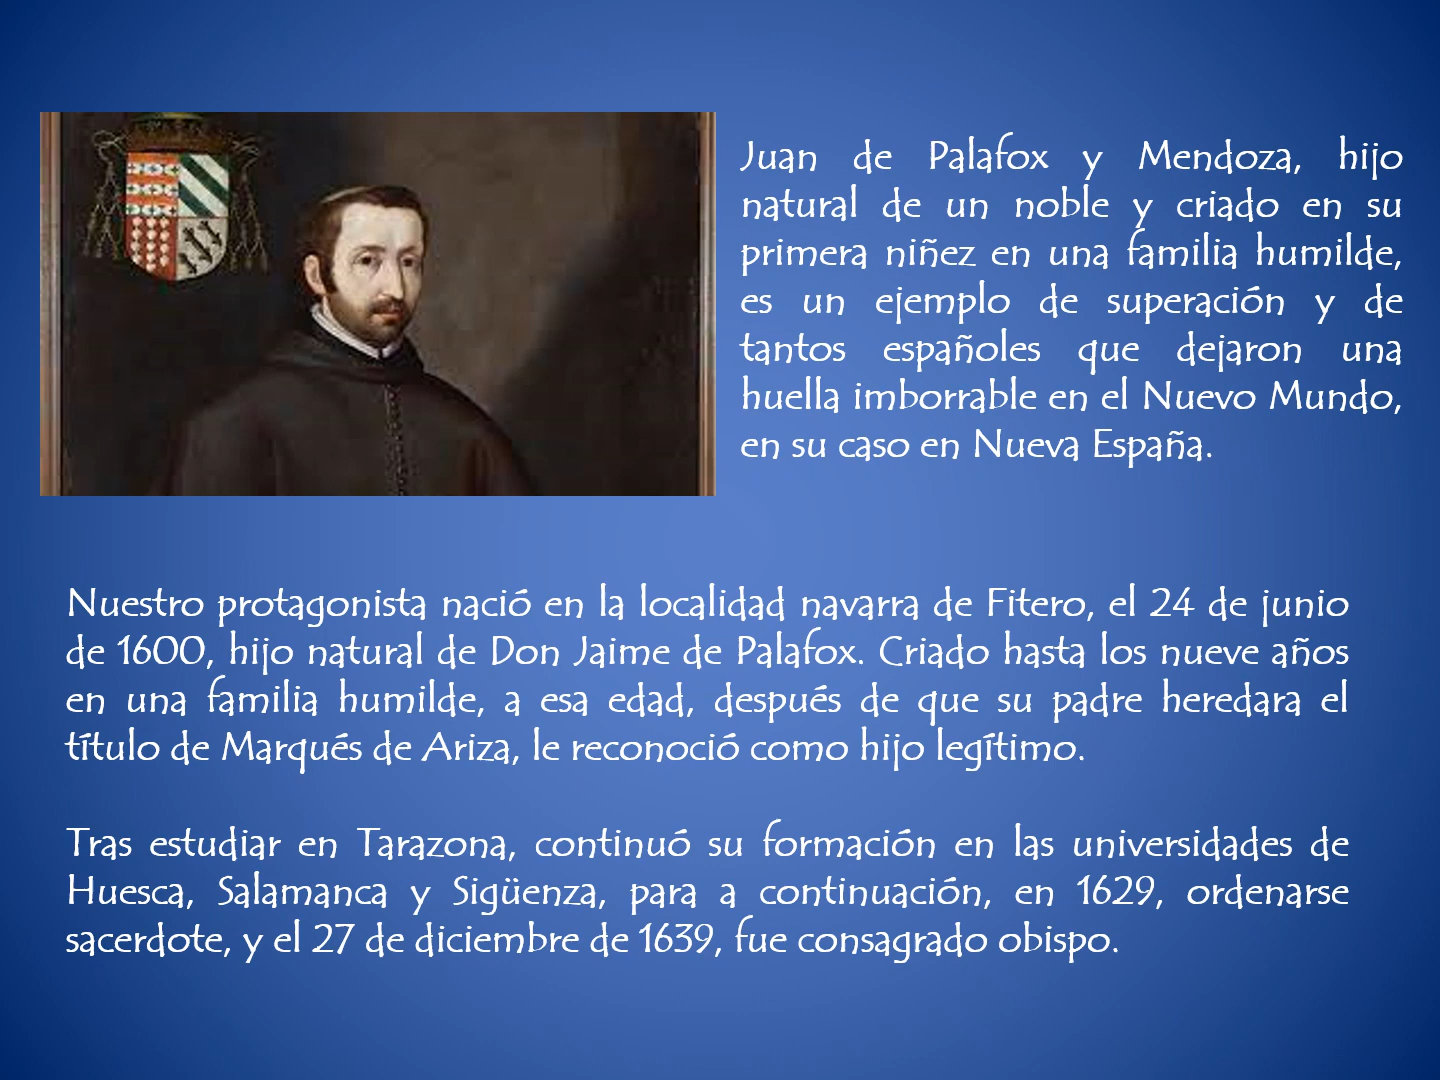 Juan de Palafox y Mendoza, hijo
natural de un noble y criado en su
primera niñez en una familia humilde,
es un ejemplo de superación y de
tantos españoles que dejaron una
huella imborrable en el Nuevo Mundo,
en su caso en Nueva España.
Nuestro protagonista nació en la localidad navarra de Fitero, el 24 de junio
de 1600, hijo natural de Don Jaime de Palafox. Criado hasta los nueve años
en una familia humilde, a esa edad, después de que su padre heredara el
título de Marqués de Ariza, le reconoció como hijo legítimo.
Tras estudiar en Tarazona, continuó su formación en las universidades de
Huesca, Salamanca y Sigüenza, para a continuación, en 1629, ordenarse
sacerdote, y el 27 de diciembre de 1639, fue consagrado obispo.